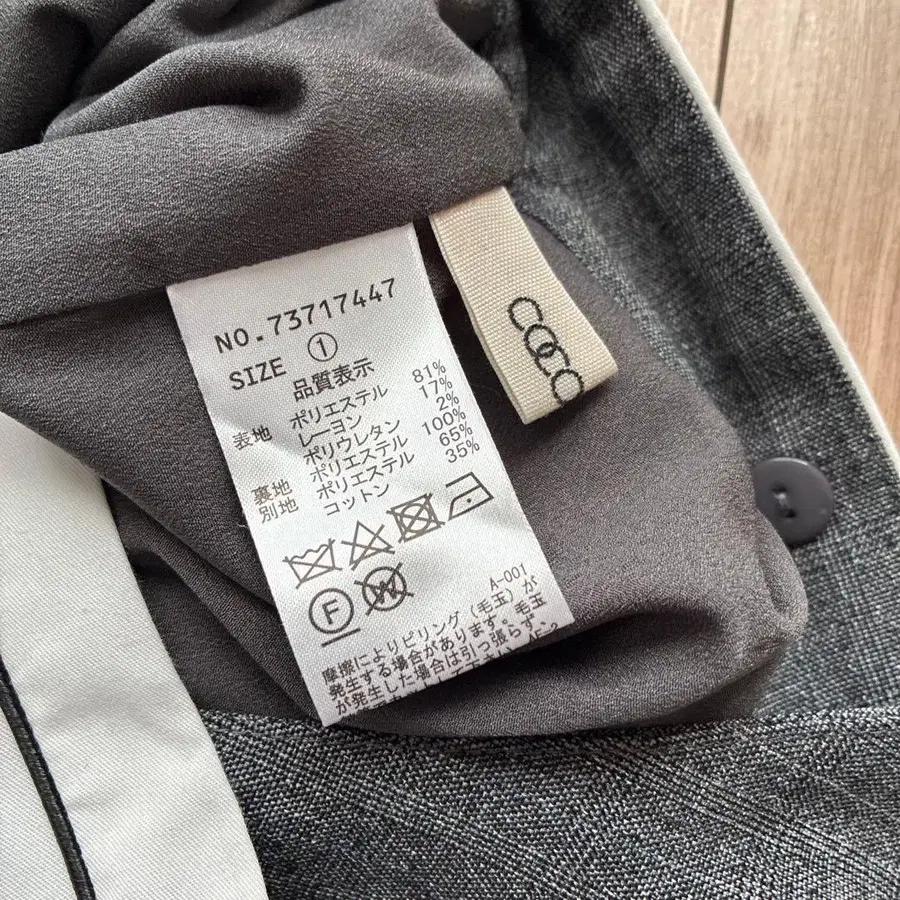 NO.73717447
SIZE ①
品質表示
表地 ポリエステル 81%
レーヨン 17%
ポリウレタン 2%
裏地 ポリエステル 100%
別地 ポリエステル 65%
コットン 35%
F W
A-001
摩擦によりピリング(毛玉)が
発生する場合があります。毛玉
が発生した場合は引っ張らず、
COCO